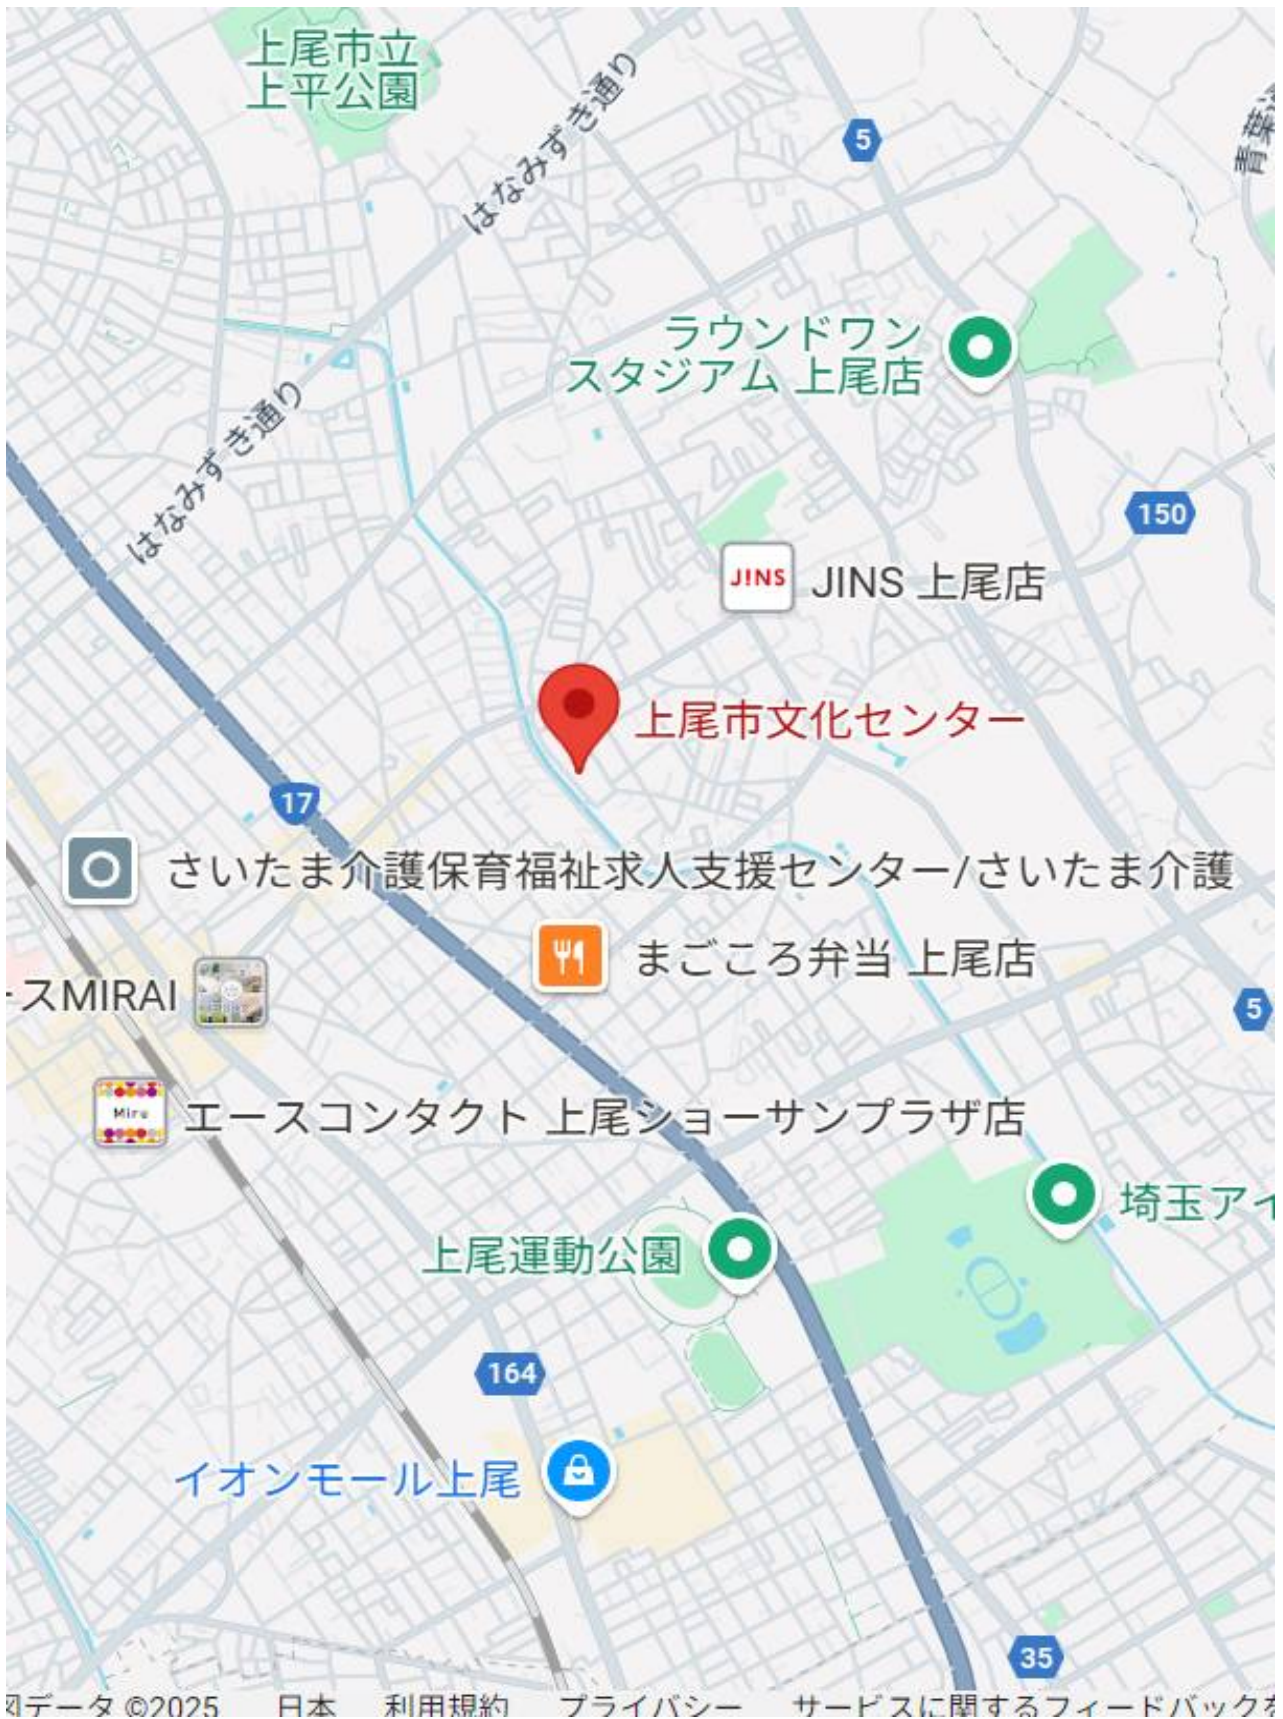 上尾市立
上平公園
はなみずき通り
5
ラウンドワン
スタジアム 上尾店
はなみずき通り
150
JINS
JINS 上尾店
上尾市文化センター
17
さいたま介護保育福祉求人支援センター/さいたま介護
まごころ弁当 上尾店
スMIRAI
5
Miru
エースコンタクト 上尾ショーサンプラザ店
埼玉アイ
上尾運動公園
164
イオンモール上尾
35
図データ ©2025 日本 利用規約 プライバシー サービスに関するフィードバックを